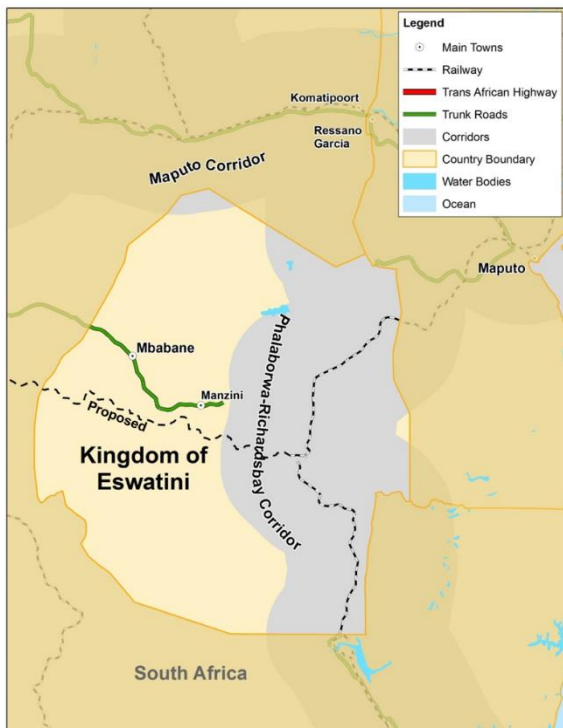 Legend
Main Towns
Railway
Trans African Highway
Trunk Roads
Corridors
Country Boundary
Water Bodies
Ocean
Komatipoort
Ressano
Garcia
Maputo Corridor
Maputo
Mbabane
Manzini
Proposed
Phalaborwa-Richardsbay Corridor
Kingdom of
Eswatini
South Africa